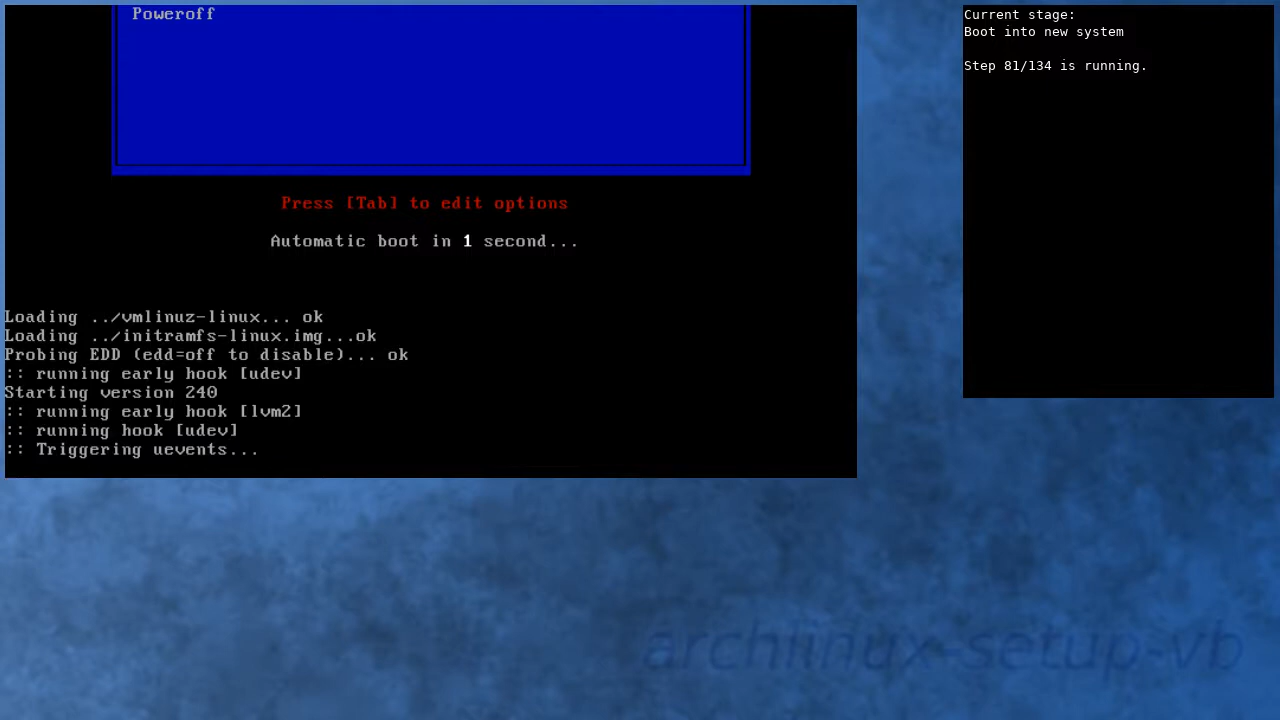 Poweroff
Press [Tab] to edit options
Automatic boot in 1 second...
Loading ../vmlinuz-linux... ok
Loading ../initramfs-linux.img...ok
Probing EDD (edd=off to disable)... ok
:: running early hook [udev]
Starting version 240
:: running early hook [lvm2]
:: running hook [udev]
:: Triggering uevents...
Current stage:
Boot into new system
Step 81/134 is running.
archlinux-setup-vb